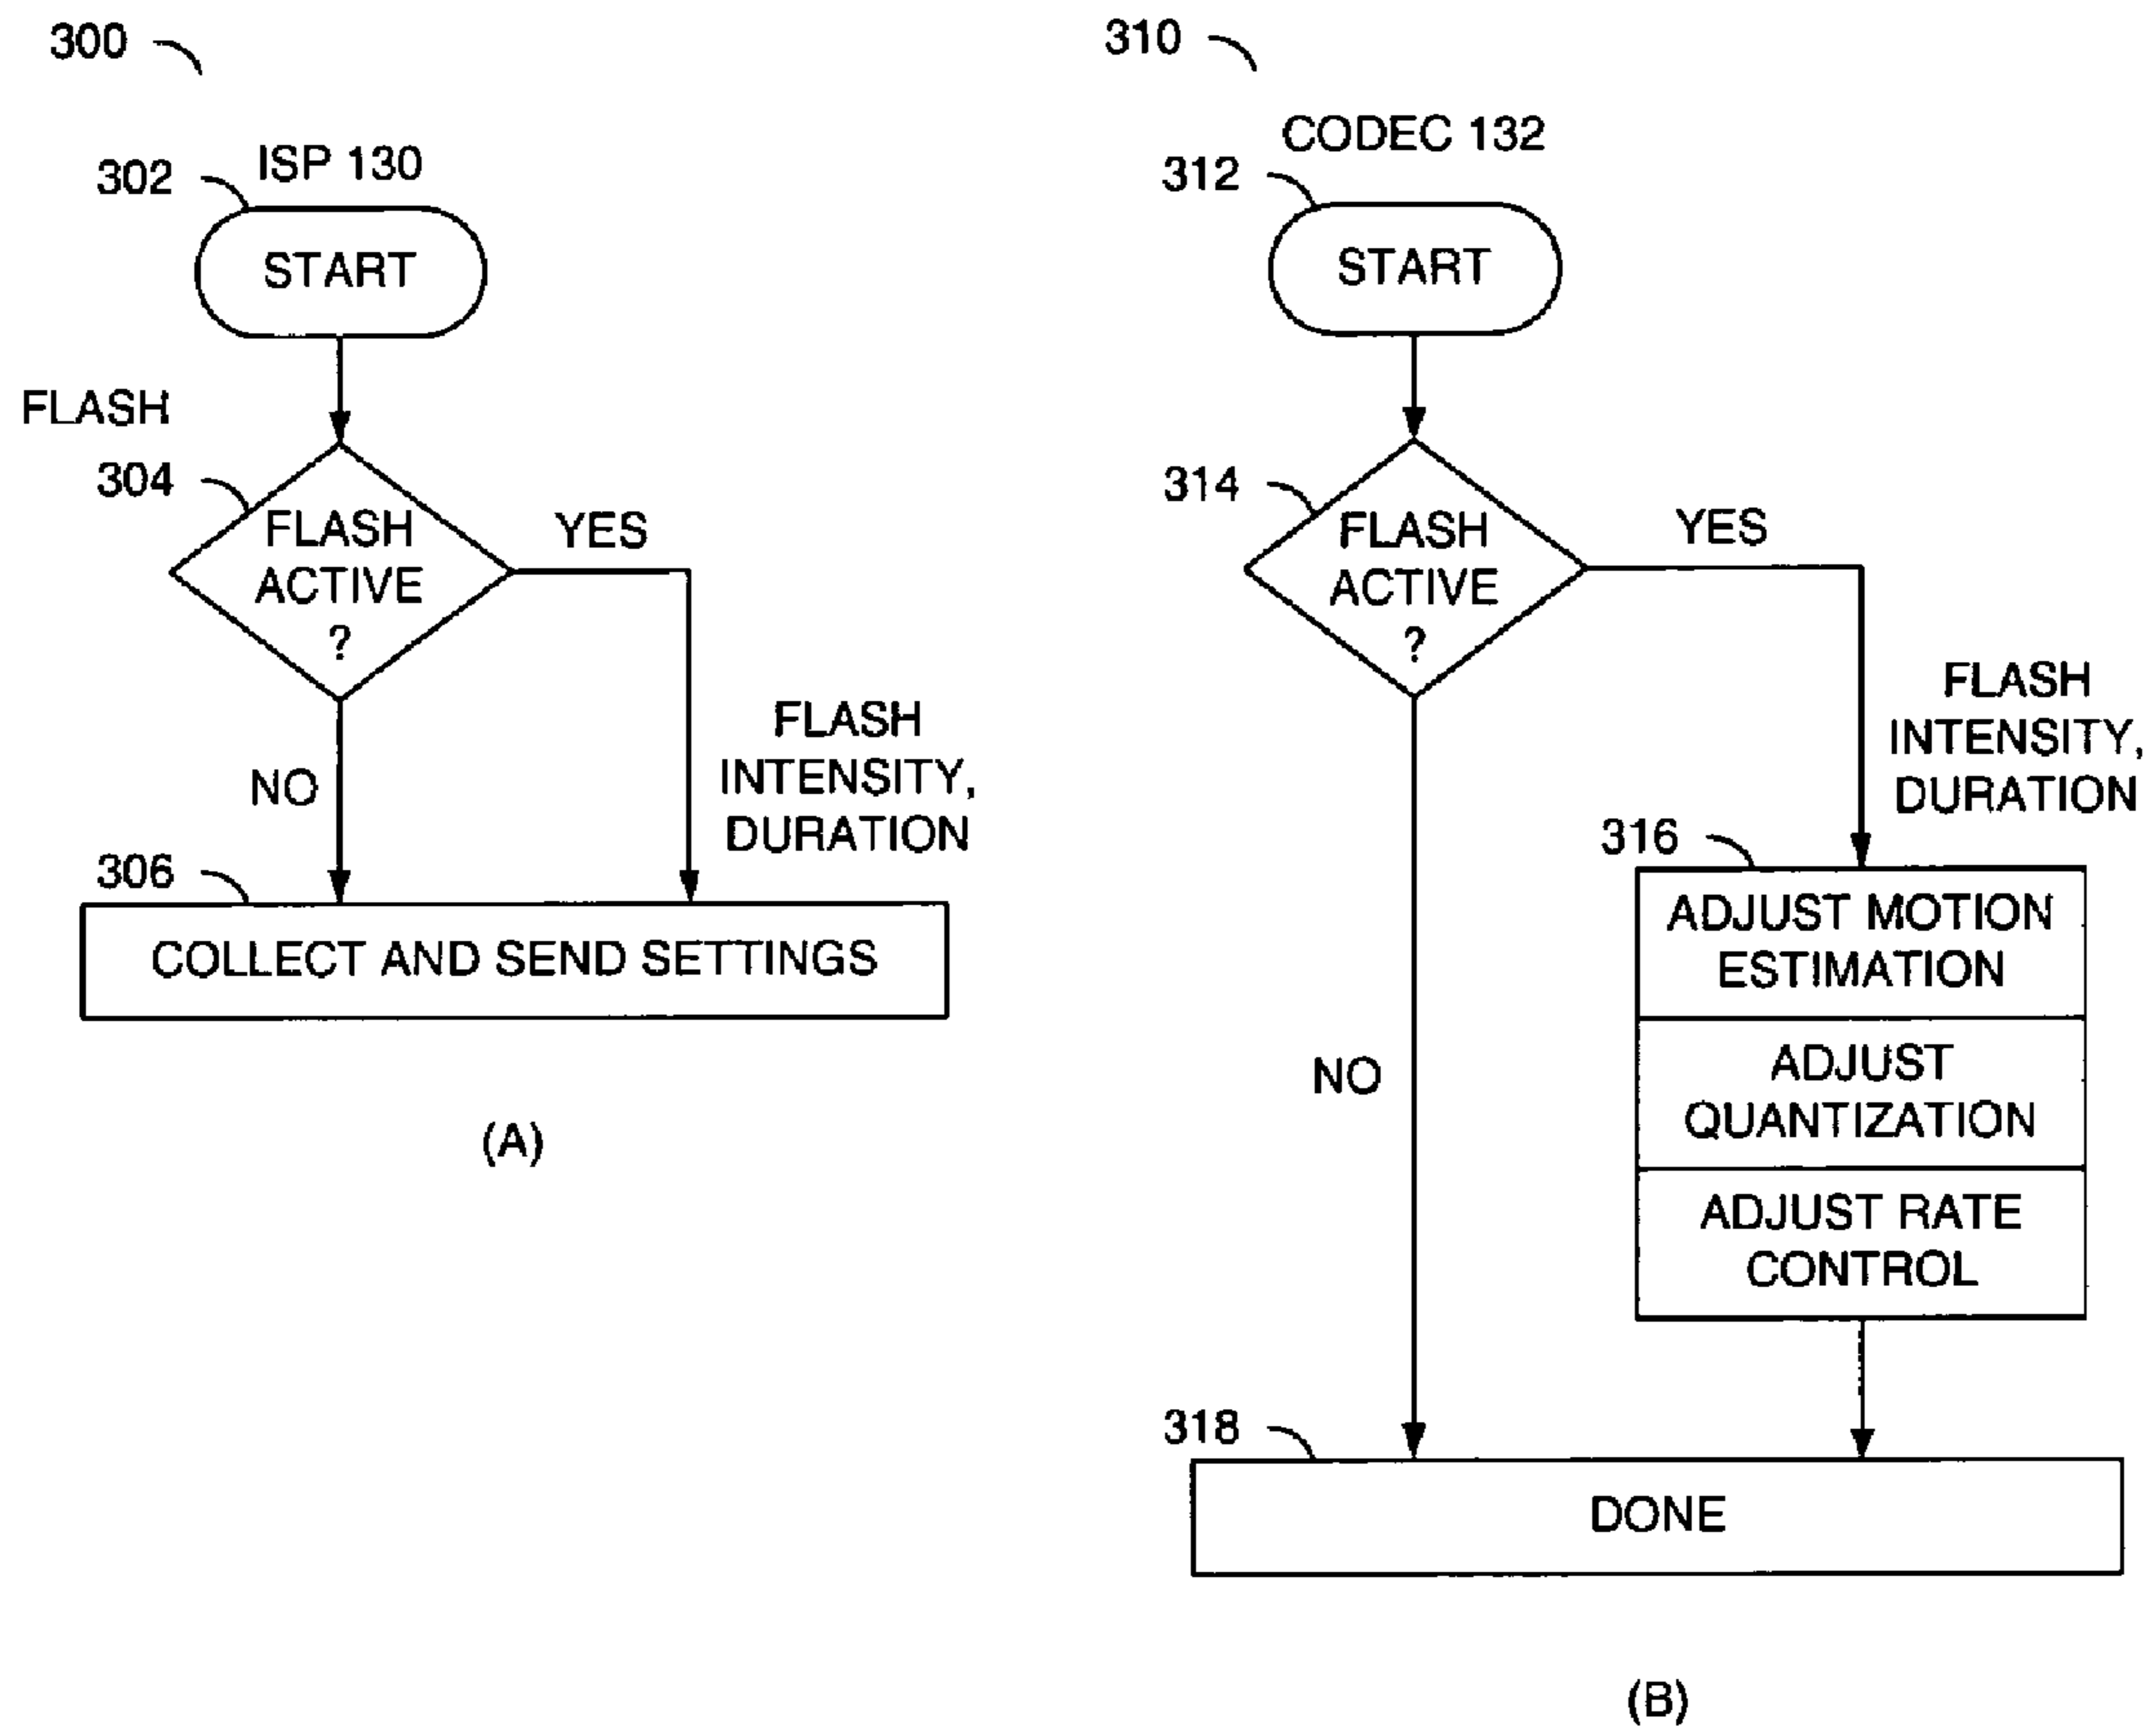 300
ISP 130
302
START
FLASH
304
FLASH
ACTIVE
?
YES
NO
FLASH
INTENSITY,
DURATION
306
COLLECT AND SEND SETTINGS
(A)
310
CODEC 132
312
START
314
FLASH
ACTIVE
?
YES
FLASH
INTENSITY,
DURATION
316
ADJUST MOTION
ESTIMATION
ADJUST
QUANTIZATION
ADJUST RATE
CONTROL
NO
318
DONE
(B)